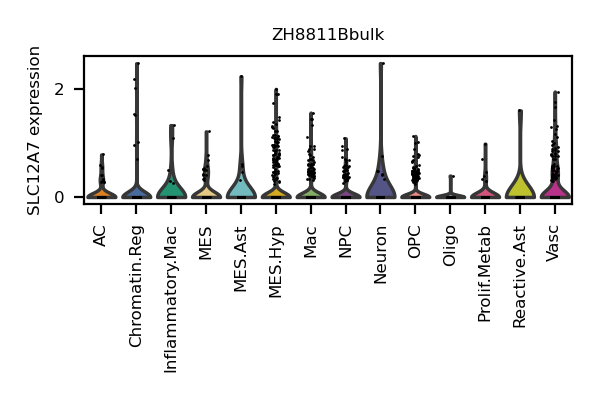 ZH8811Bbulk
SLC12A7 expression
2
0
AC
Chromatin.Reg
Inflammatory.Mac
MES
MES.Ast
MES.Hyp
Mac
NPC
Neuron
OPC
Oligo
Prolif.Metab
Reactive.Ast
Vasc